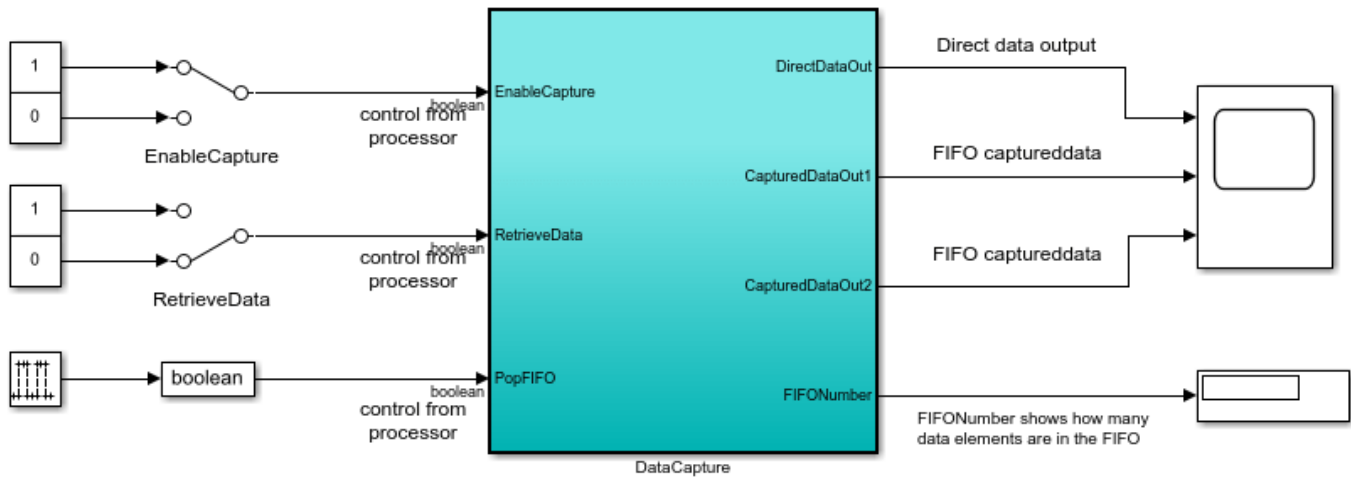 1
0
EnableCapture
control from
processor
boolean
EnableCapture
1
0
RetrieveData
control from
processor
boolean
RetrieveData
boolean
control from
processor
boolean
PopFIFO
DirectDataOut
CapturedDataOut1
CapturedDataOut2
FIFONumber
DataCapture
Direct data output
FIFO captureddata
FIFO captureddata
FIFONumber shows how many
data elements are in the FIFO